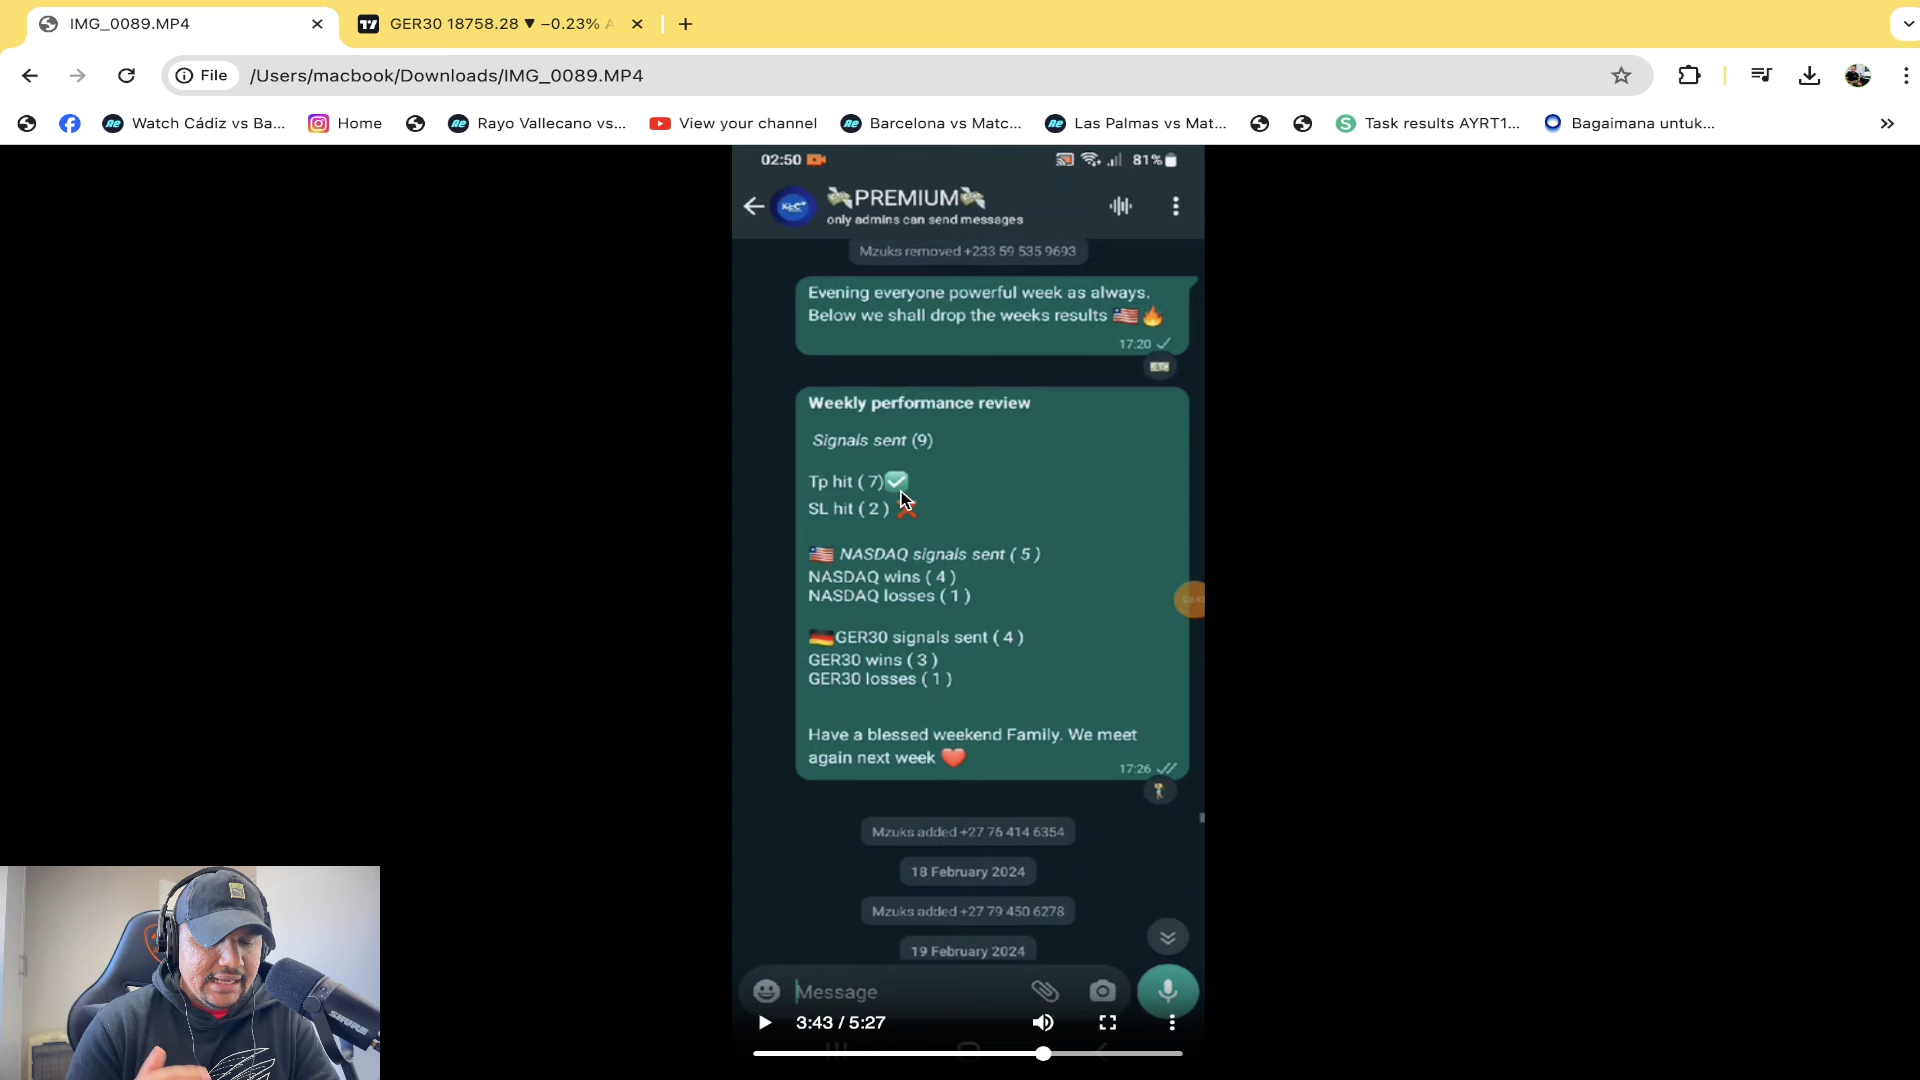 IMG_0089.MP4
GER30 18758.28 ▼ −0.23%
File
/Users/macbook/Downloads/IMG_0089.MP4
Watch Cádiz vs Ba...
Home
Rayo Vallecano vs...
View your channel
Barcelona vs Matc...
Las Palmas vs Mat...
Task results AYRT1...
Bagaimana untuk...
02:50
81%
💸PREMIUM💸
only admins can send messages
Mzuks removed +233 59 535 9693
Evening everyone powerful week as always.
Below we shall drop the weeks results 🇺🇸 🔥
17:20
Weekly performance review
Signals sent (9)
Tp hit ( 7)✅
SL hit ( 2 ) ❌
🇺🇸 NASDAQ signals sent ( 5 )
NASDAQ wins ( 4 )
NASDAQ losses ( 1 )
🇩🇪GER30 signals sent ( 4 )
GER30 wins ( 3 )
GER30 losses ( 1 )
Have a blessed weekend Family. We meet
again next week ❤️
17:26
Mzuks added +27 76 414 6354
18 February 2024
Mzuks added +27 79 450 6278
19 February 2024
Message
3:43 / 5:27
SHURE